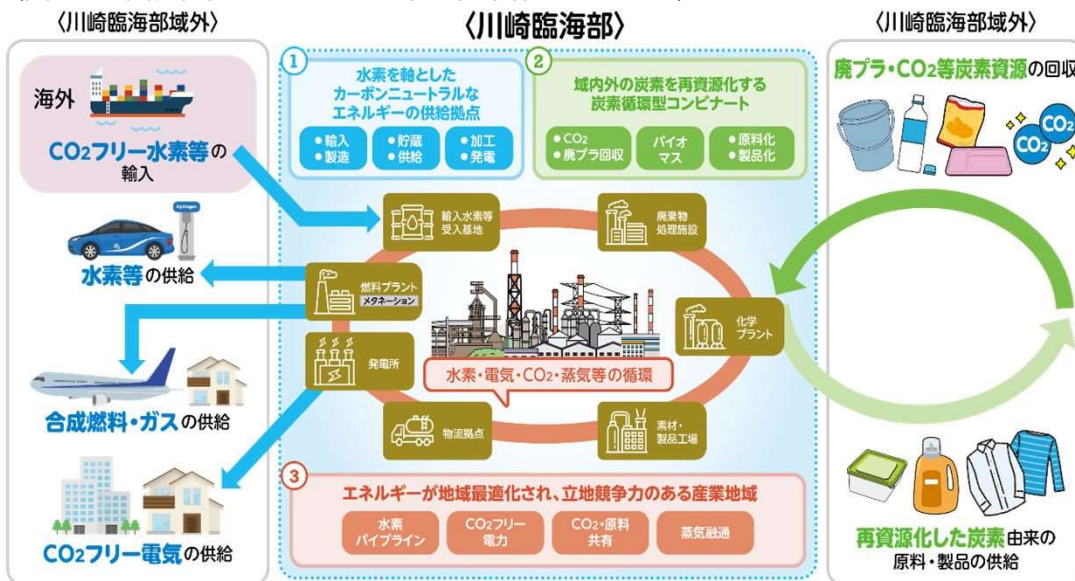 〈川崎臨海部域外〉
海外
CO2フリー水素等の
輸入
水素等の供給
合成燃料・ガスの供給
CO2フリー電気の供給
〈川崎臨海部〉
①
水素を軸とした
カーボンニュートラルな
エネルギーの供給拠点
●輸入
●製造
●貯蔵
●供給
●加工
●発電
②
域内外の炭素を再資源化する
炭素循環型コンビナート
●CO2
●廃プラ回収
バイオ
マス
●原料化
●製品化
輸入水素等
受入基地
廃棄物
処理施設
燃料プラント
メタネーション
化学
プラント
発電所
水素・電気・CO2・蒸気等の循環
物流拠点
素材・
製品工場
③
エネルギーが地域最適化され、立地競争力のある産業地域
水素
パイプライン
CO2フリー
電力
CO2・原料
共有
蒸気融通
〈川崎臨海部域外〉
廃プラ・CO2等炭素資源の回収
CO2
CO2
再資源化した炭素由来の
原料・製品の供給